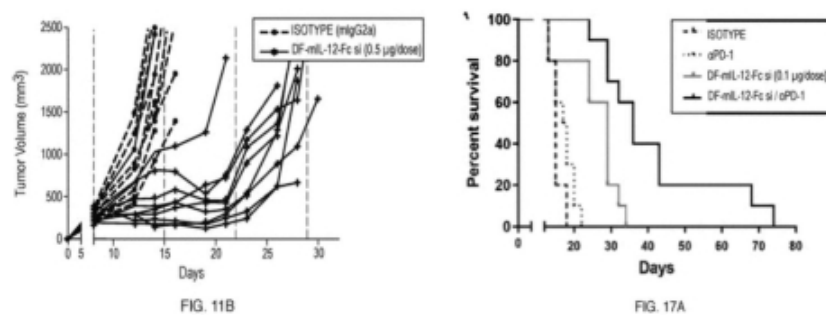 2500
2000
1500
1000
500
0
Tumor Volume (mm3)
ISOTYPE (mIgG2a)
DF-mIL-12-Fc si (0.5 µg/dose)
0 5 10 15 20 25 30
Days
FIG. 11B
100
80
60
40
20
0
Percent survival
ISOTYPE
αPD-1
DF-mIL-12-Fc si (0.1 µg/dose)
DF-mIL-12-Fc si / αPD-1
0 20 30 40 50 60 70 80
Days
FIG. 17A